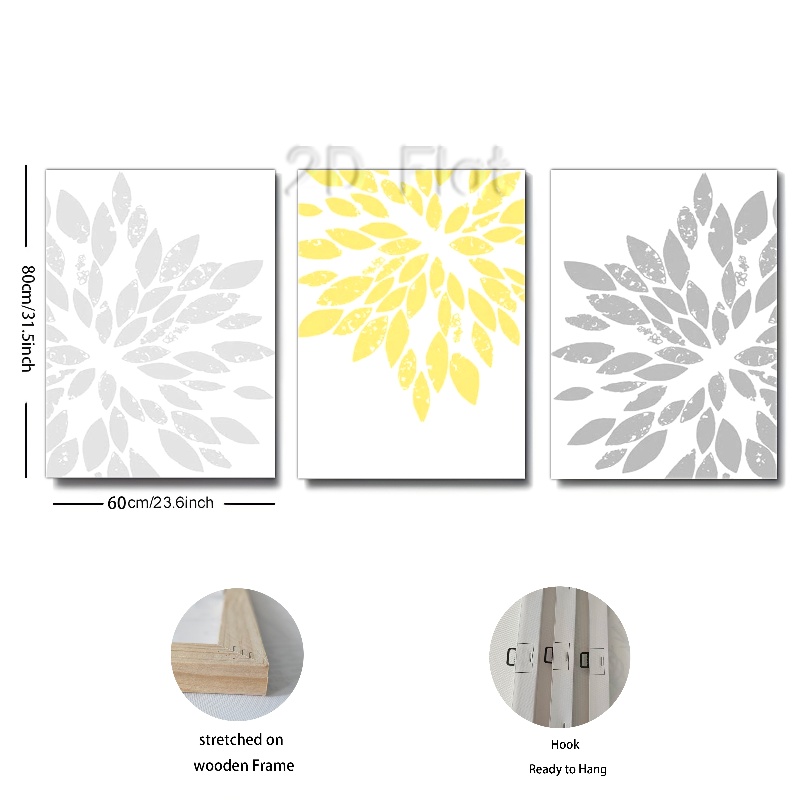 2D Flat
80cm/31.5inch
60cm/23.6inch
stretched on
wooden Frame
Hook
Ready to Hang